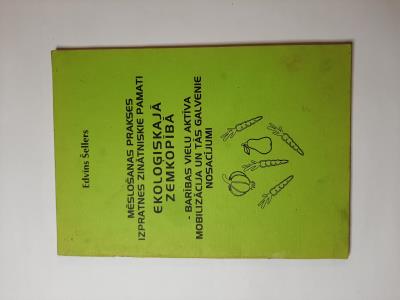 Edvīns Šellers
MĒSLOŠANAS PRAKSES
IZPRATNES ZINĀTNISKIE PAMATI
EKOLOĢISKAJĀ
ZEMKOPĪBĀ
- BARĪBAS VIELU AKTĪVA
MOBILIZĀCIJA UN TĀS GALVENIE
NOSACĪJUMI